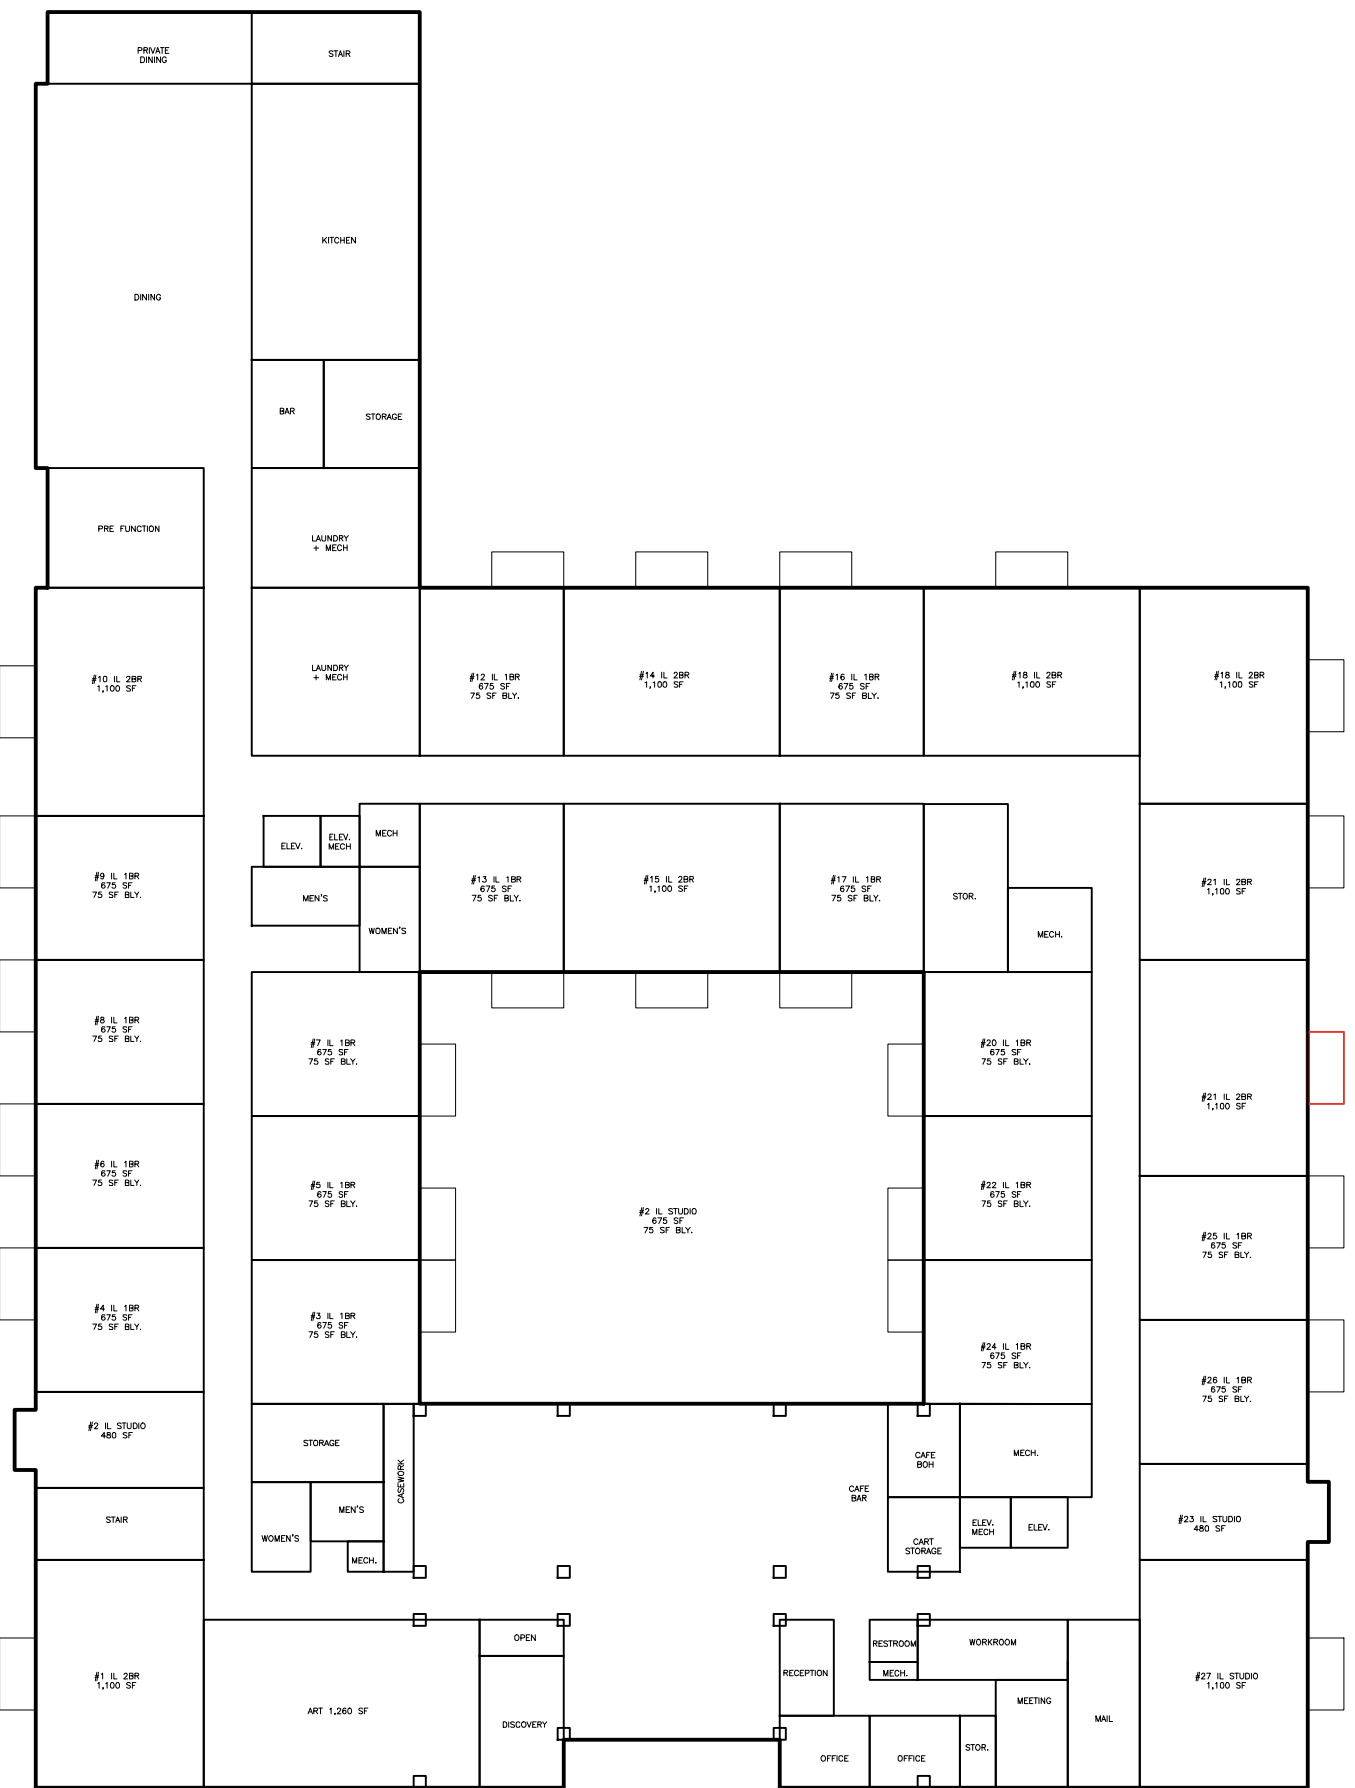 PRIVATE
DINING
STAIR
KITCHEN
DINING
BAR
STORAGE
PRE FUNCTION
LAUNDRY
+ MECH
LAUNDRY
+ MECH
#10 IL 2BR
1,100 SF
#12 IL 1BR
675 SF
75 SF BLY.
#14 IL 2BR
1,100 SF
#16 IL 1BR
675 SF
75 SF BLY.
#18 IL 2BR
1,100 SF
#18 IL 2BR
1,100 SF
ELEV.
ELEV.
MECH
MECH
MEN'S
WOMEN'S
#9 IL 1BR
675 SF
75 SF BLY.
#13 IL 1BR
675 SF
75 SF BLY.
#15 IL 2BR
1,100 SF
#17 IL 1BR
675 SF
75 SF BLY.
STOR.
MECH.
#21 IL 2BR
1,100 SF
#8 IL 1BR
675 SF
75 SF BLY.
#7 IL 1BR
675 SF
75 SF BLY.
#20 IL 1BR
675 SF
75 SF BLY.
#21 IL 2BR
1,100 SF
#6 IL 1BR
675 SF
75 SF BLY.
#5 IL 1BR
675 SF
75 SF BLY.
#2 IL STUDIO
675 SF
75 SF BLY.
#22 IL 1BR
675 SF
75 SF BLY.
#25 IL 1BR
675 SF
75 SF BLY.
#4 IL 1BR
675 SF
75 SF BLY.
#3 IL 1BR
675 SF
75 SF BLY.
#24 IL 1BR
675 SF
75 SF BLY.
#26 IL 1BR
675 SF
75 SF BLY.
#2 IL STUDIO
480 SF
STORAGE
CASEWORK
CAFE
BAR
CAFE
BOH
MECH.
STAIR
WOMEN'S
MEN'S
MECH.
CART
STORAGE
ELEV.
MECH
ELEV.
#23 IL STUDIO
480 SF
#1 IL 2BR
1,100 SF
ART 1,260 SF
OPEN
DISCOVERY
RECEPTION
RESTROOM
MECH.
WORKROOM
MEETING
MAIL
OFFICE
OFFICE
STOR.
#27 IL STUDIO
1,100 SF